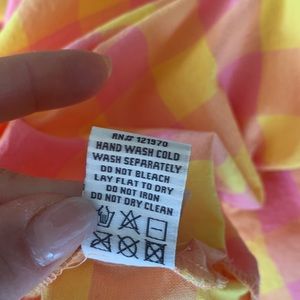 RN# 121970
HAND WASH COLD
WASH SEPARATELY
DO NOT BLEACH
LAY FLAT TO DRY
DO NOT IRON
DO NOT DRY CLEAN